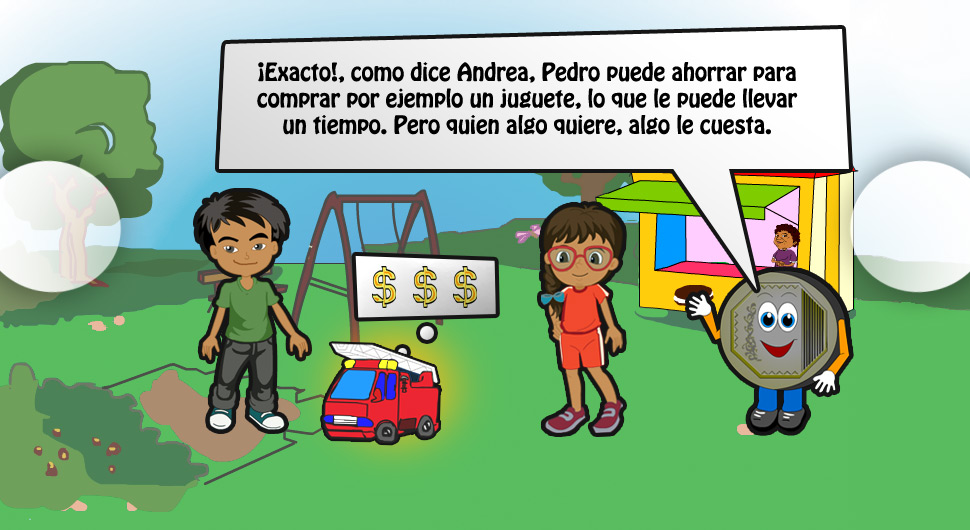 ¡Exacto!, como dice Andrea, Pedro puede ahorrar para
comprar por ejemplo un juguete, lo que le puede llevar
un tiempo. Pero quien algo quiere, algo le cuesta.
$ $ $